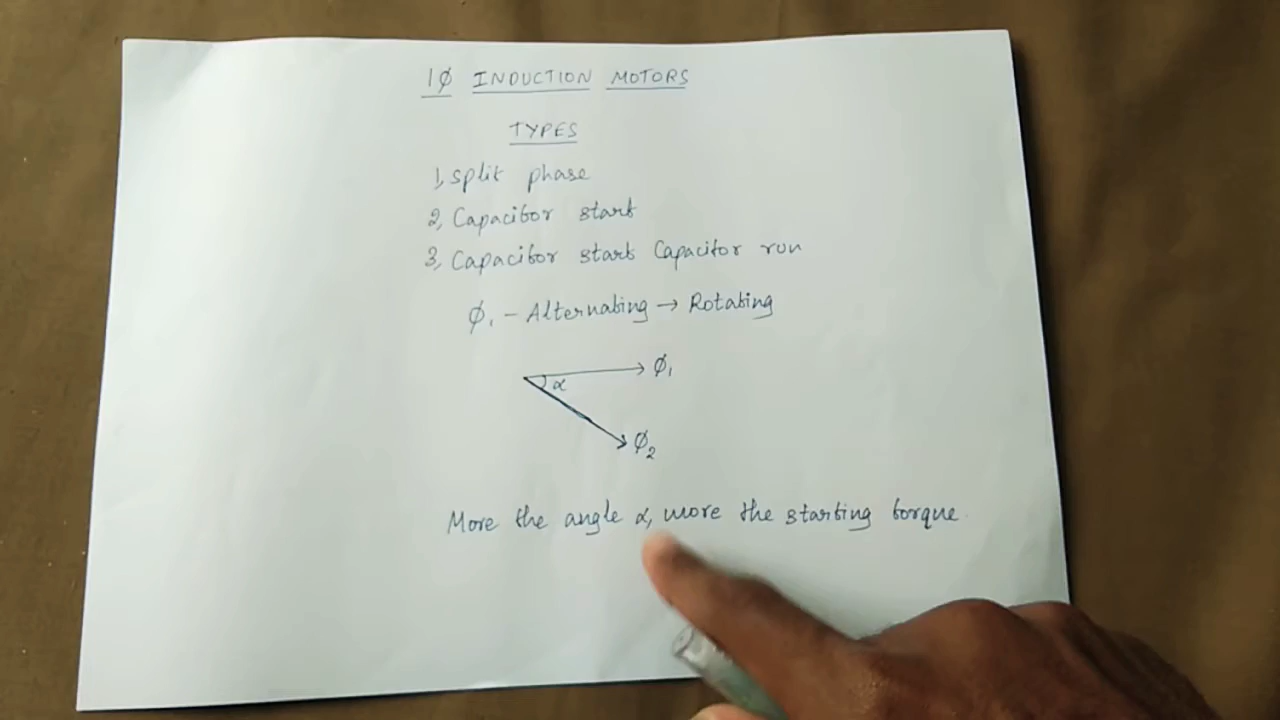 1φ INDUCTION MOTORS
TYPES
1, split phase
2, Capacitor start
3, Capacitor start Capacitor run
φ₁ - Alternating → Rotating
φ₁
α
φ₂
More the angle α, more the starting torque.